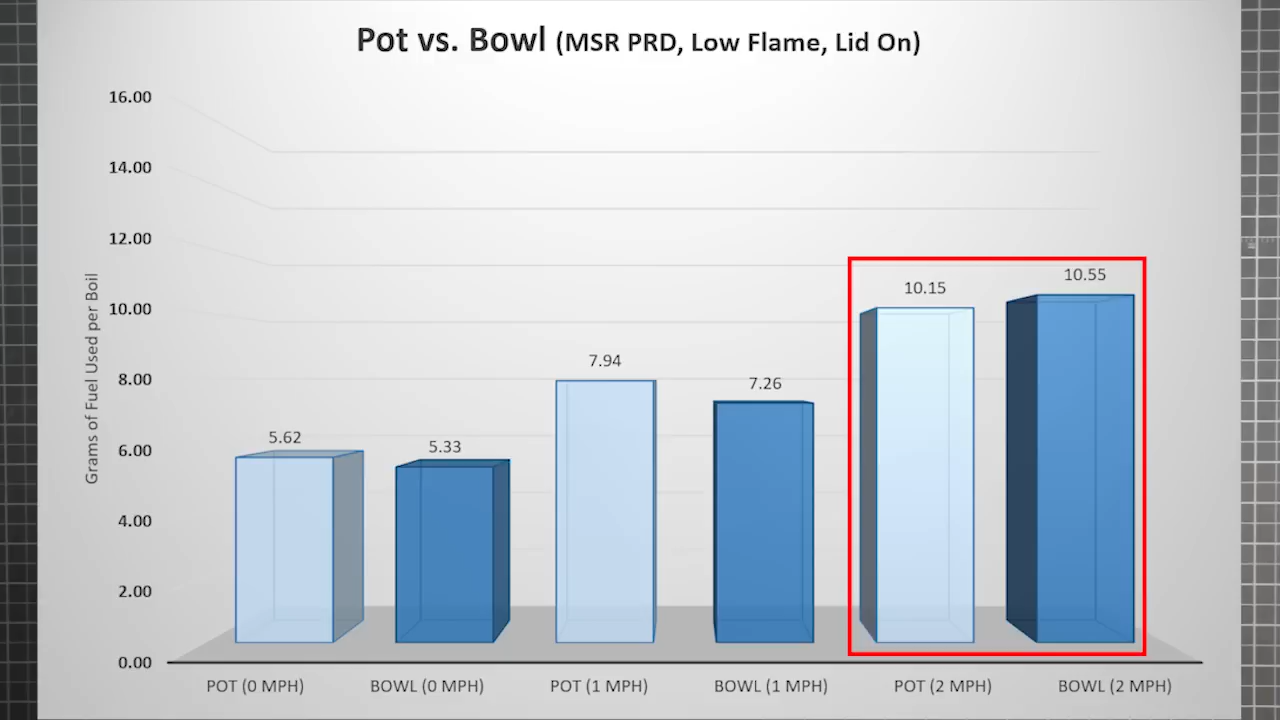 Pot vs. Bowl (MSR PRD, Low Flame, Lid On)
16.00
14.00
12.00
10.00
8.00
6.00
4.00
2.00
0.00
Grams of Fuel Used per Boil
5.62
5.33
7.94
7.26
10.15
10.55
POT (0 MPH)
BOWL (0 MPH)
POT (1 MPH)
BOWL (1 MPH)
POT (2 MPH)
BOWL (2 MPH)